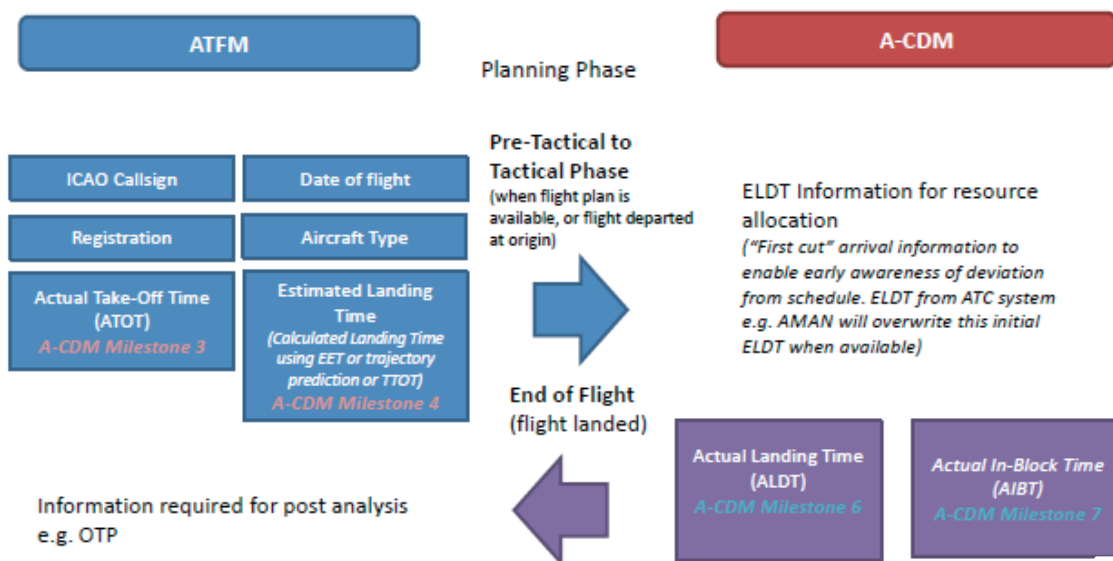 ATFM
A-CDM
Planning Phase
Pre-Tactical to
Tactical Phase
(when flight plan is
available, or flight departed
at origin)
ICAO Callsign
Date of flight
Registration
Aircraft Type
Actual Take-Off Time
(ATOT)
A-CDM Milestone 3
Estimated Landing
Time
(Calculated Landing Time
using EET or trajectory
prediction or TTOT)
A-CDM Milestone 4
ELDT Information for resource
allocation
("First cut" arrival information to
enable early awareness of deviation
from schedule. ELDT from ATC system
e.g. AMAN will overwrite this initial
ELDT when available)
End of Flight
(flight landed)
Actual Landing Time
(ALDT)
A-CDM Milestone 6
Actual In-Block Time
(AIBT)
A-CDM Milestone 7
Information required for post analysis
e.g. OTP